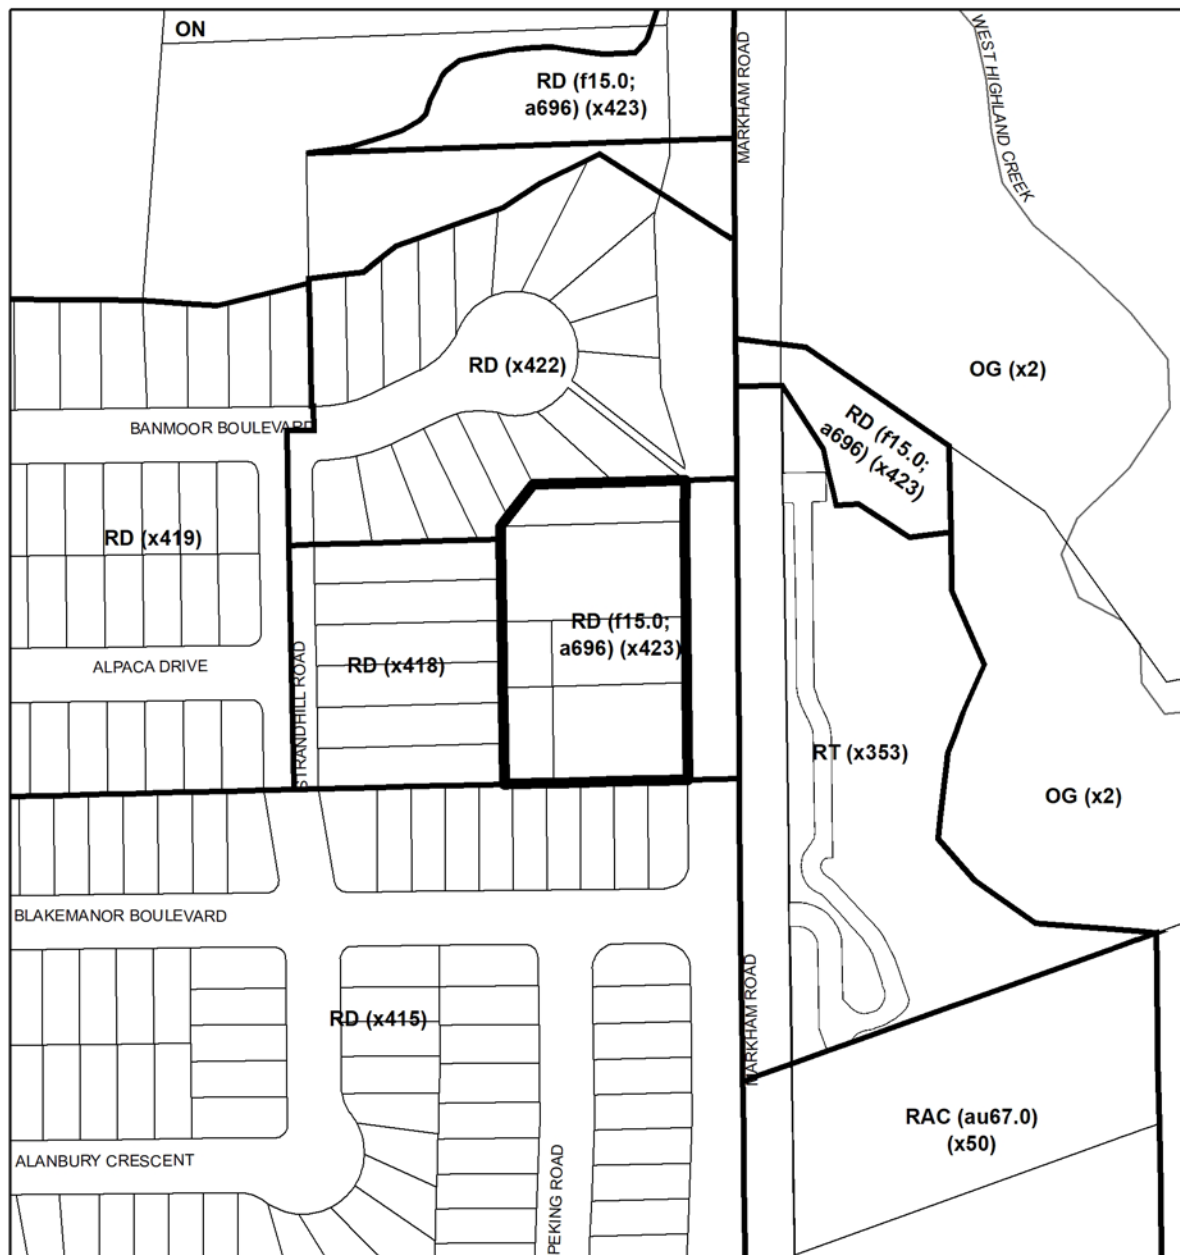 ON
RD (f15.0;
a696) (x423)
MARKHAM ROAD
WEST HIGHLAND CREEK
RD (x422)
OG (x2)
BANMOOR BOULEVARD
RD (f15.0;
a696) (x423)
RD (x419)
RD (f15.0;
a696) (x423)
ALPACA DRIVE
STRANDHILL ROAD
RD (x418)
RT (x353)
OG (x2)
BLAKEMANOR BOULEVARD
RD (x415)
MARKHAM ROAD
RAC (au67.0)
(x50)
ALANBURY CRESCENT
PEKING ROAD